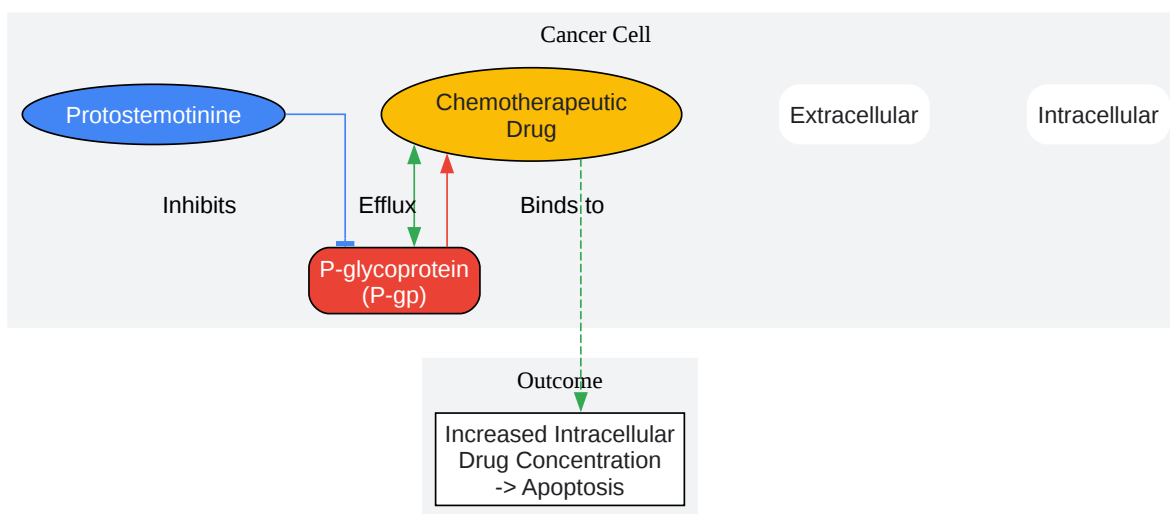 Cancer Cell
Protostemotinine
Chemotherapeutic
Drug
Extracellular
Intracellular
Inhibits
Efflux
Binds to
P-glycoprotein
(P-gp)
Outcome
Increased Intracellular
Drug Concentration
-> Apoptosis